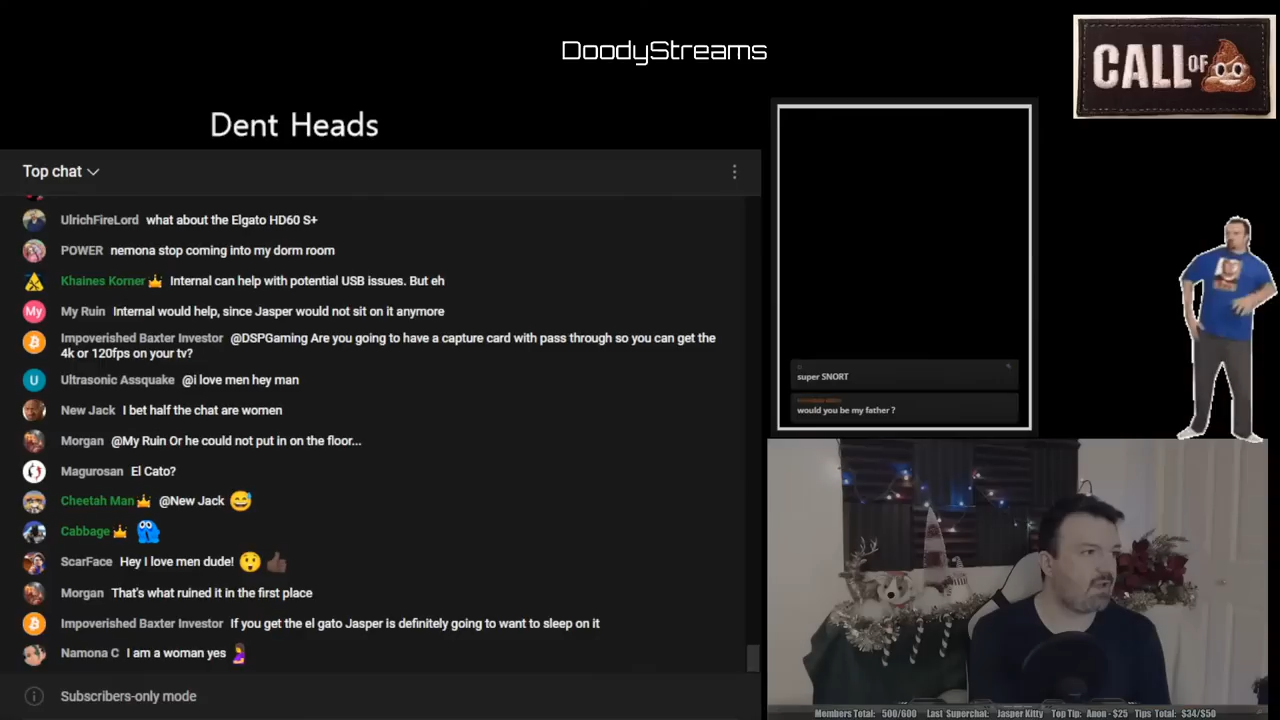 DoodyStreams
CALL OF
Dent Heads
Top chat
UlrichFireLord what about the Elgato HD60 S+
POWER nemona stop coming into my dorm room
Khaines Korner Internal can help with potential USB issues. But eh
My My Ruin Internal would help, since Jasper would not sit on it anymore
Impoverished Baxter Investor @DSPGaming Are you going to have a capture card with pass through so you can get the
4k or 120fps on your tv?
U Ultrasonic Assquake @i love men hey man
New Jack I bet half the chat are women
Morgan @My Ruin Or he could not put in on the floor...
Magurosan El Cato?
Cheetah Man @New Jack 😅
Cabbage
ScarFace Hey I love men dude! 😲 👍🏿
Morgan That's what ruined it in the first place
Impoverished Baxter Investor If you get the el gato Jasper is definitely going to want to sleep on it
Namona C I am a woman yes
Subscribers-only mode
super SNORT
would you be my father ?
Members Total: 500/600 Last Superchat: Jasper Kitty Top Tip: Anon - $25 Tips Total: $34/$50